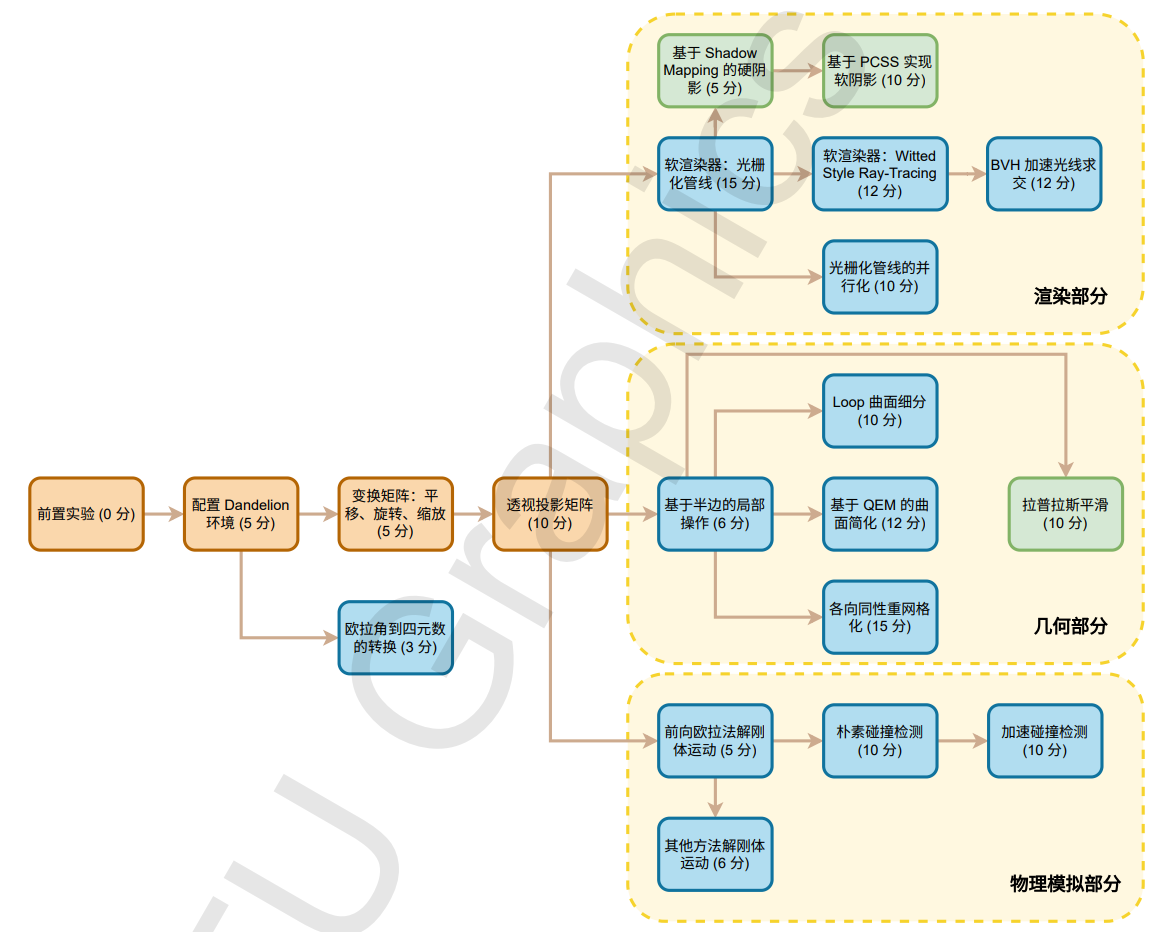 基于 Shadow
Mapping 的硬阴
影 (5 分)
基于 PCSS 实现
软阴影 (10 分)
软渲染器：光栅
化管线 (15 分)
软渲染器：Witted
Style Ray-Tracing
(12 分)
BVH 加速光线求
交 (12 分)
光栅化管线的并
行化 (10 分)
渲染部分
Loop 曲面细分
(10 分)
前置实验 (0 分)
配置 Dandelion
环境 (5 分)
变换矩阵：平
移、旋转、缩放
(5 分)
透视投影矩阵
(10 分)
基于半边的局部
操作 (6 分)
基于 QEM 的曲
面简化 (12 分)
拉普拉斯平滑
(10 分)
欧拉角到四元数
的转换 (3 分)
各向同性重网格
化 (15 分)
几何部分
前向欧拉法解刚
体运动 (5 分)
朴素碰撞检测
(10 分)
加速碰撞检测
(10 分)
其他方法解刚体
运动 (6 分)
物理模拟部分
TU Graphics